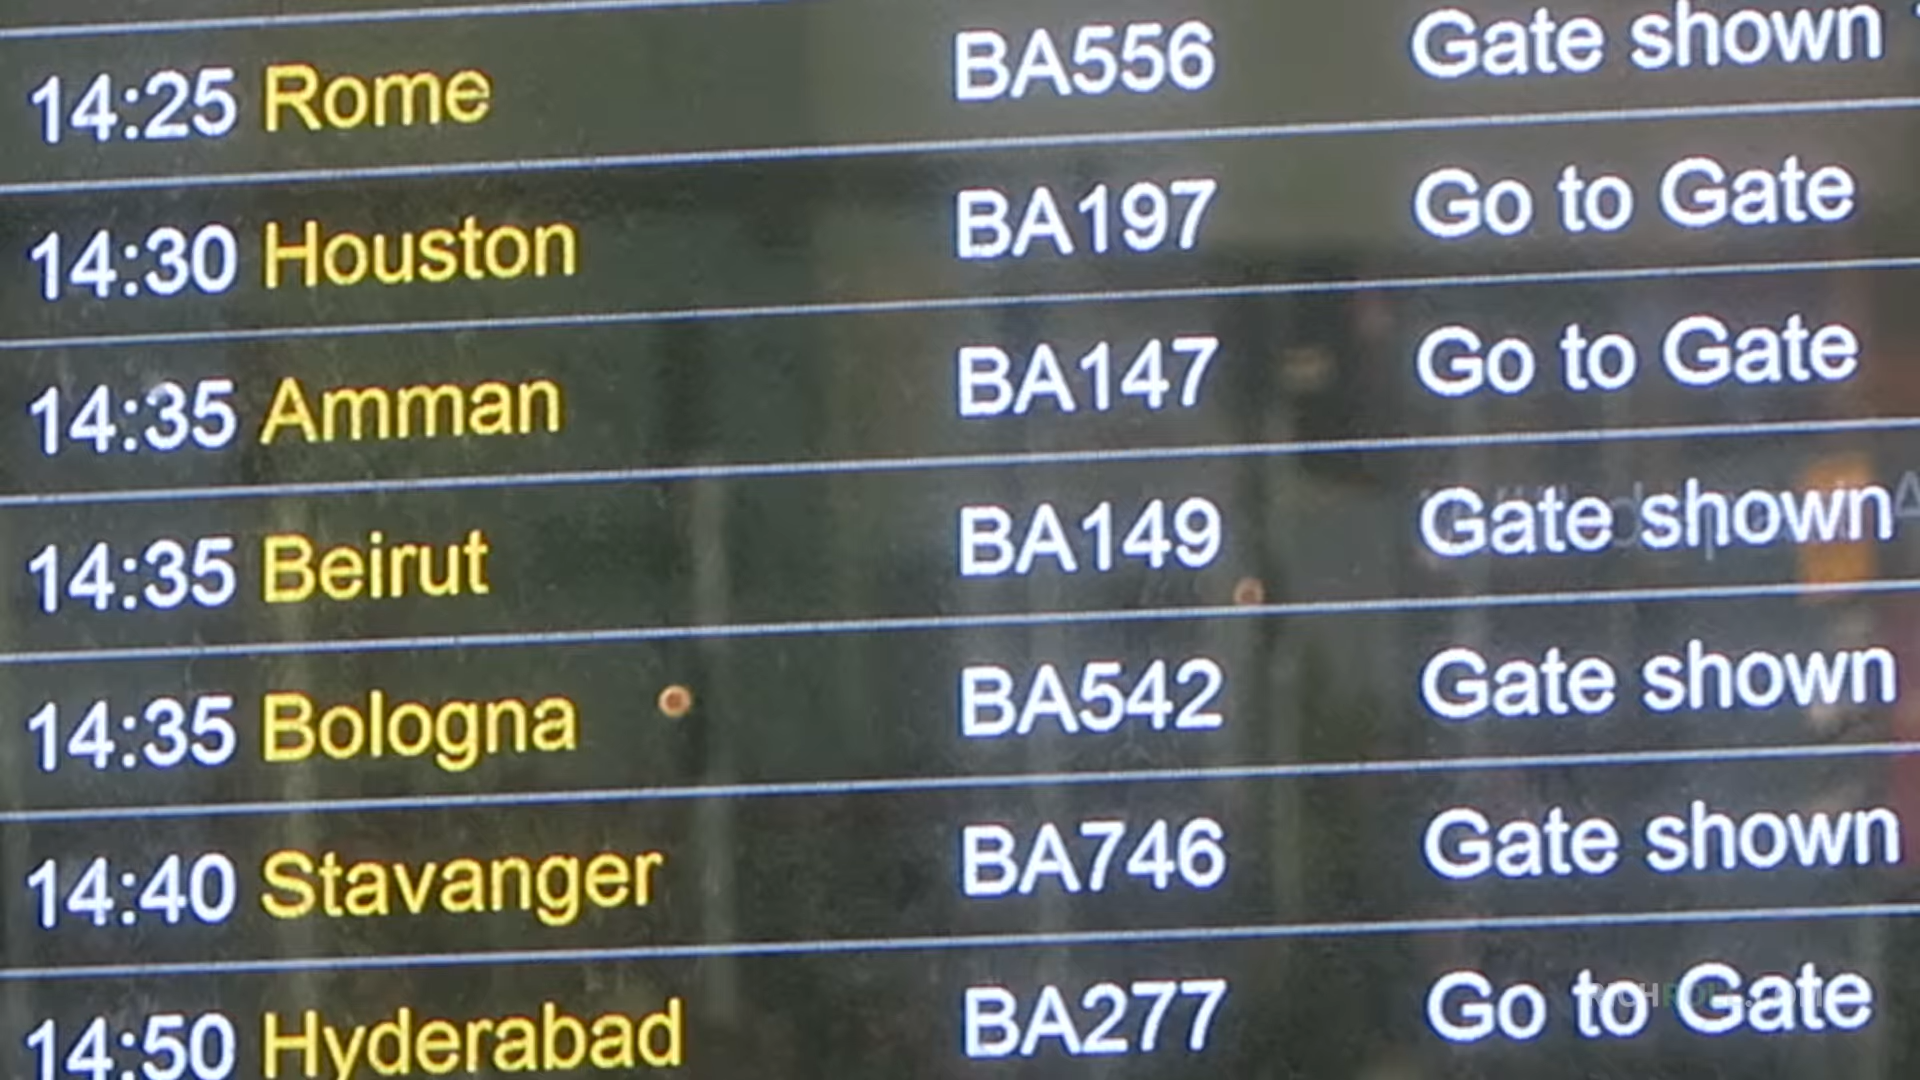 14:25 Rome BA556 Gate shown
14:30 Houston BA197 Go to Gate
14:35 Amman BA147 Go to Gate
14:35 Beirut BA149 Gate shown
14:35 Bologna BA542 Gate shown
14:40 Stavanger BA746 Gate shown
14:50 Hyderabad BA277 Go to Gate